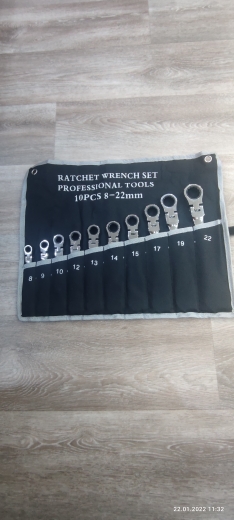 RATCHET WRENCH SET
PROFESSIONAL TOOLS
10PCS 8-22mm
8 · 9 · 10 · 12 · 13 · 14 · 15 · 17 · 19 · 22
22.01.2022 11:32